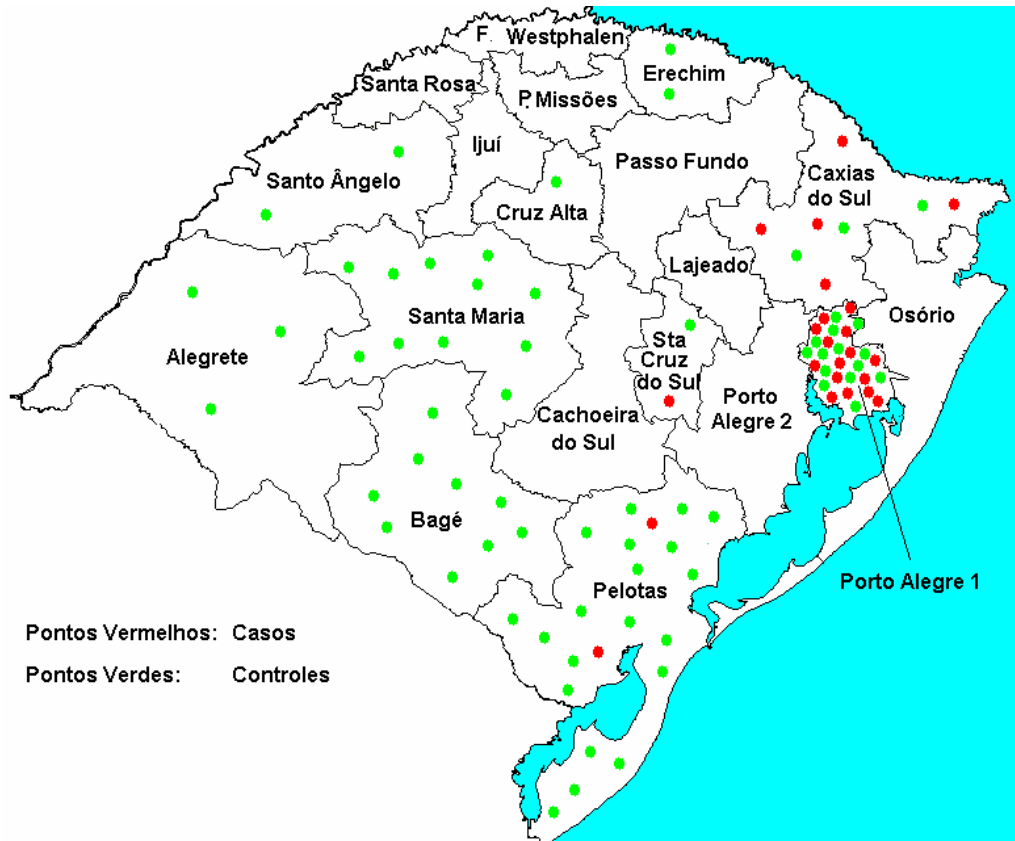 F. Westphalen
Erechim
Santa Rosa
P. Missões
Ijuí
Passo Fundo
Caxias
do Sul
Santo Ângelo
Cruz Alta
Lajeado
Osório
Santa Maria
Alegrete
Sta
Cruz
do Sul
Porto
Alegre 2
Cachoeira
do Sul
Bagé
Porto Alegre 1
Pelotas
Pontos Vermelhos: Casos
Pontos Verdes: Controles